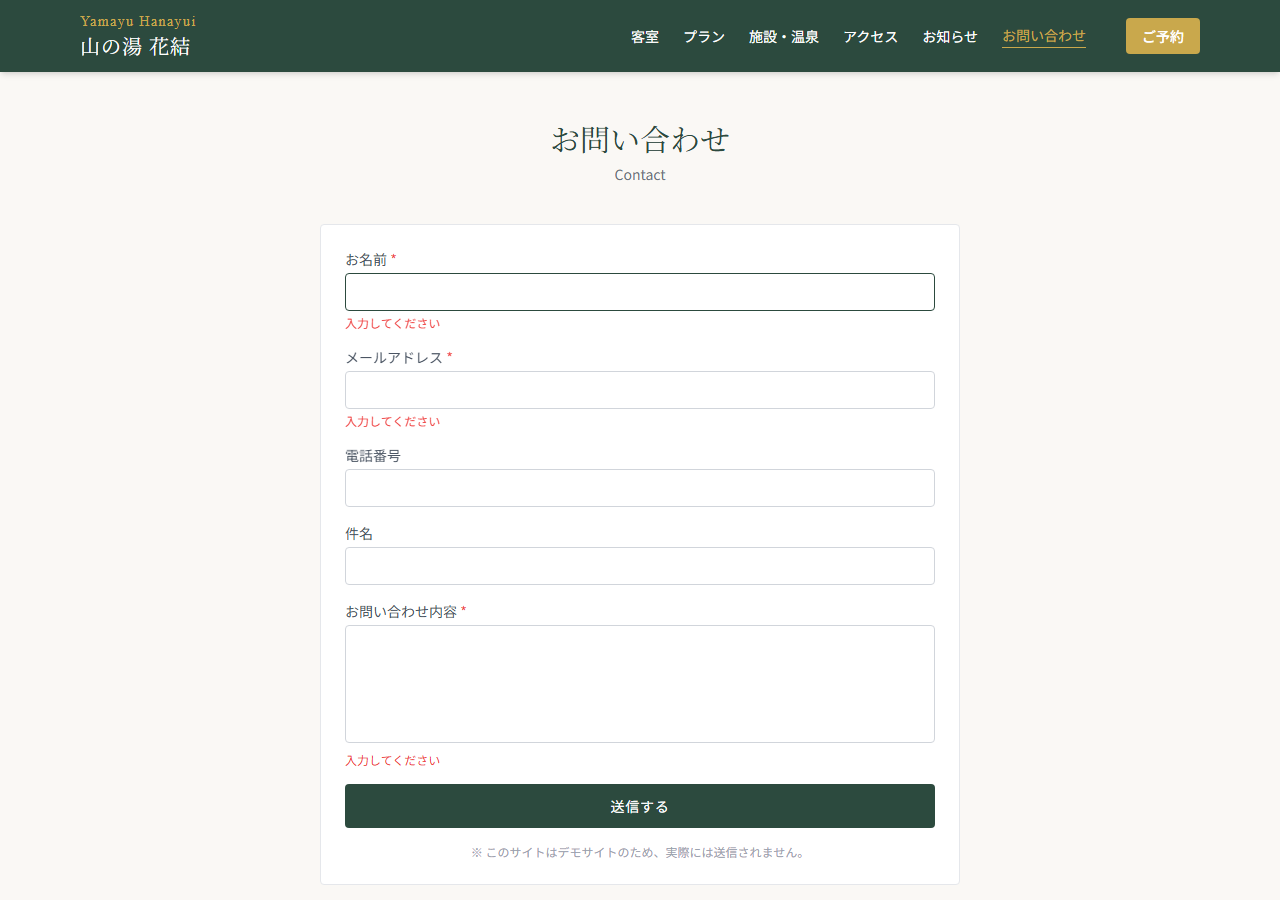 Yamayu Hanayui
山の湯 花結
客室 プラン 施設・温泉 アクセス お知らせ お問い合わせ ご予約
お問い合わせ
Contact
お名前 *
入力してください
メールアドレス *
入力してください
電話番号
件名
お問い合わせ内容 *
入力してください
送信する
※ このサイトはデモサイトのため、実際には送信されません。